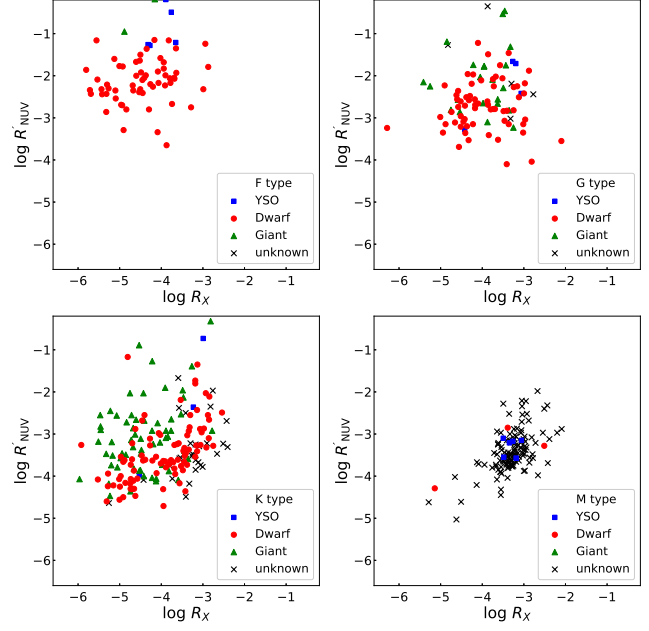 −1
−2
−3
−4
−5
−6
log R′NUV
F type
YSO
Dwarf
Giant
unknown
−6 −5 −4 −3 −2 −1
log RX
−1
−2
−3
−4
−5
−6
log R′NUV
G type
YSO
Dwarf
Giant
unknown
−6 −5 −4 −3 −2 −1
log RX
−1
−2
−3
−4
−5
−6
log R′NUV
K type
YSO
Dwarf
Giant
unknown
−6 −5 −4 −3 −2 −1
log RX
−1
−2
−3
−4
−5
−6
log R′NUV
M type
YSO
Dwarf
Giant
unknown
−6 −5 −4 −3 −2 −1
log RX